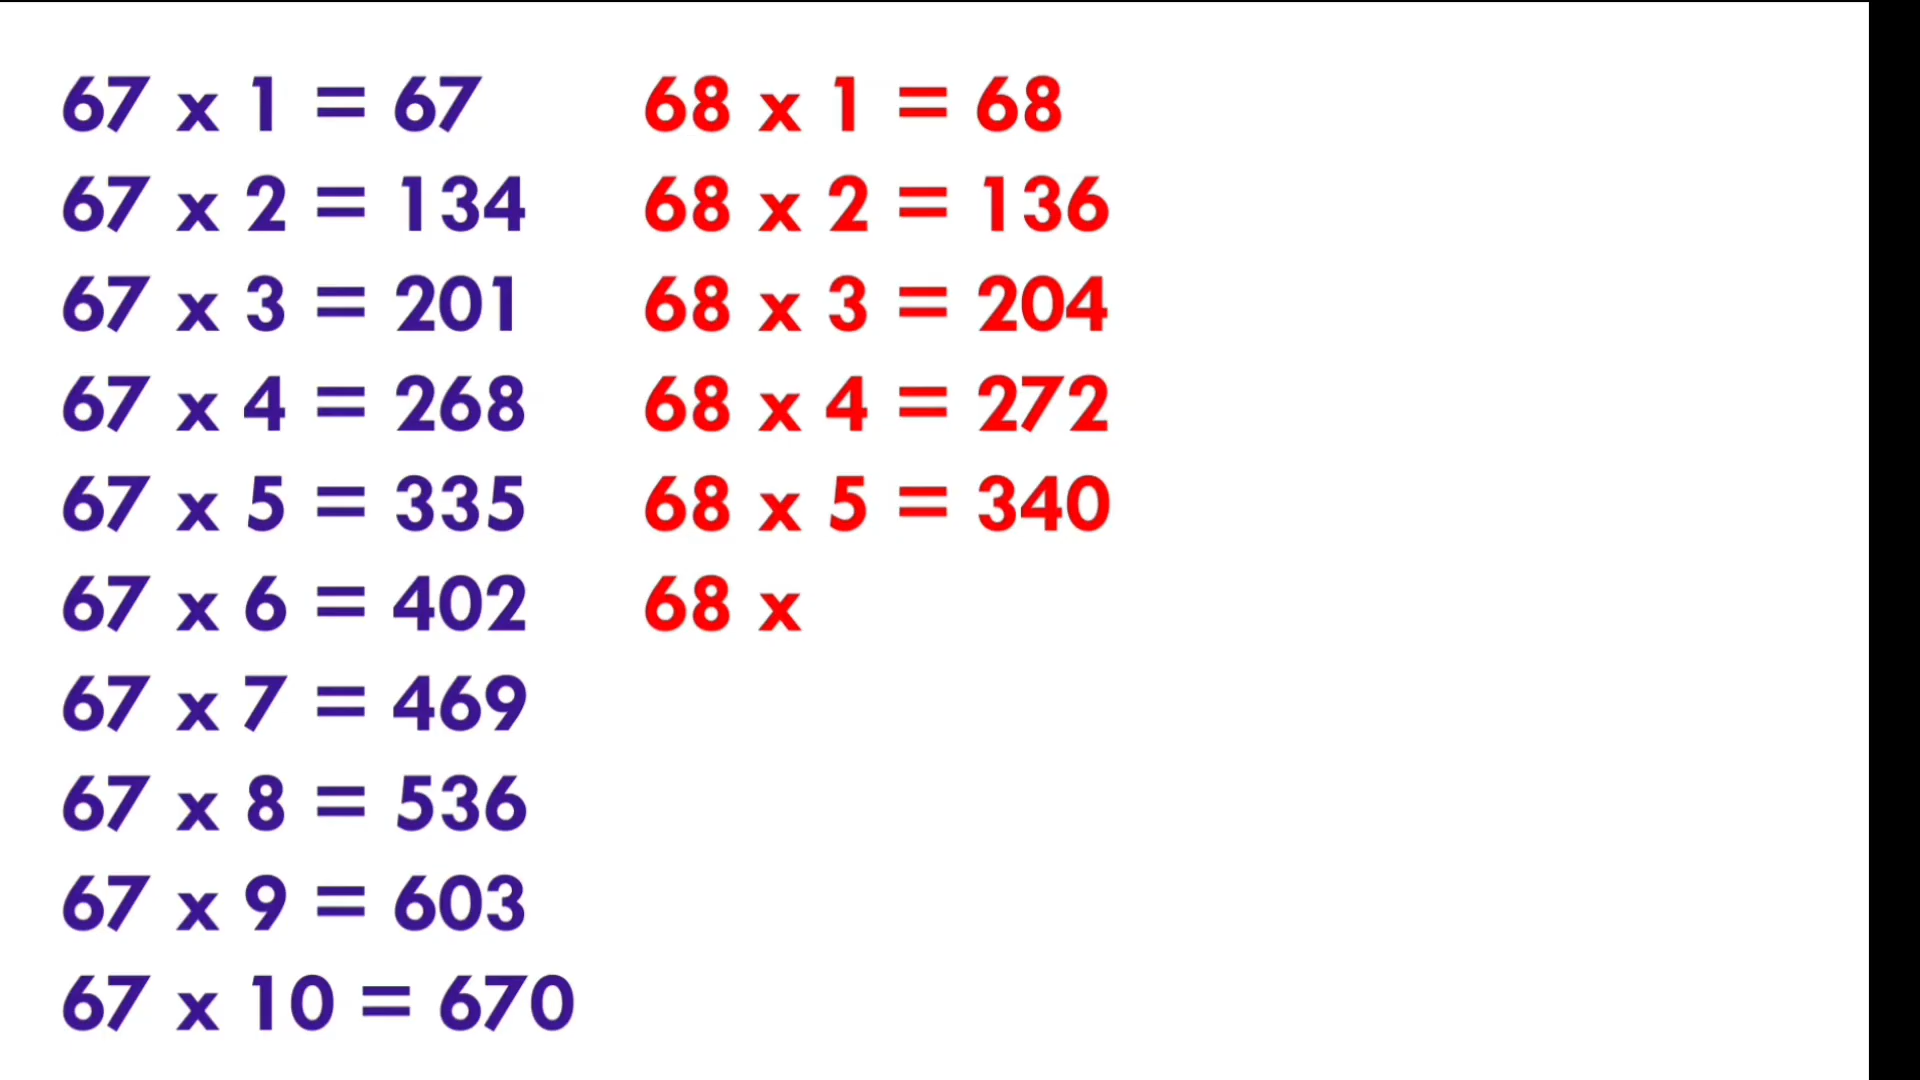 67 x 1 = 67
67 x 2 = 134
67 x 3 = 201
67 x 4 = 268
67 x 5 = 335
67 x 6 = 402
67 x 7 = 469
67 x 8 = 536
67 x 9 = 603
67 x 10 = 670
68 x 1 = 68
68 x 2 = 136
68 x 3 = 204
68 x 4 = 272
68 x 5 = 340
68 x